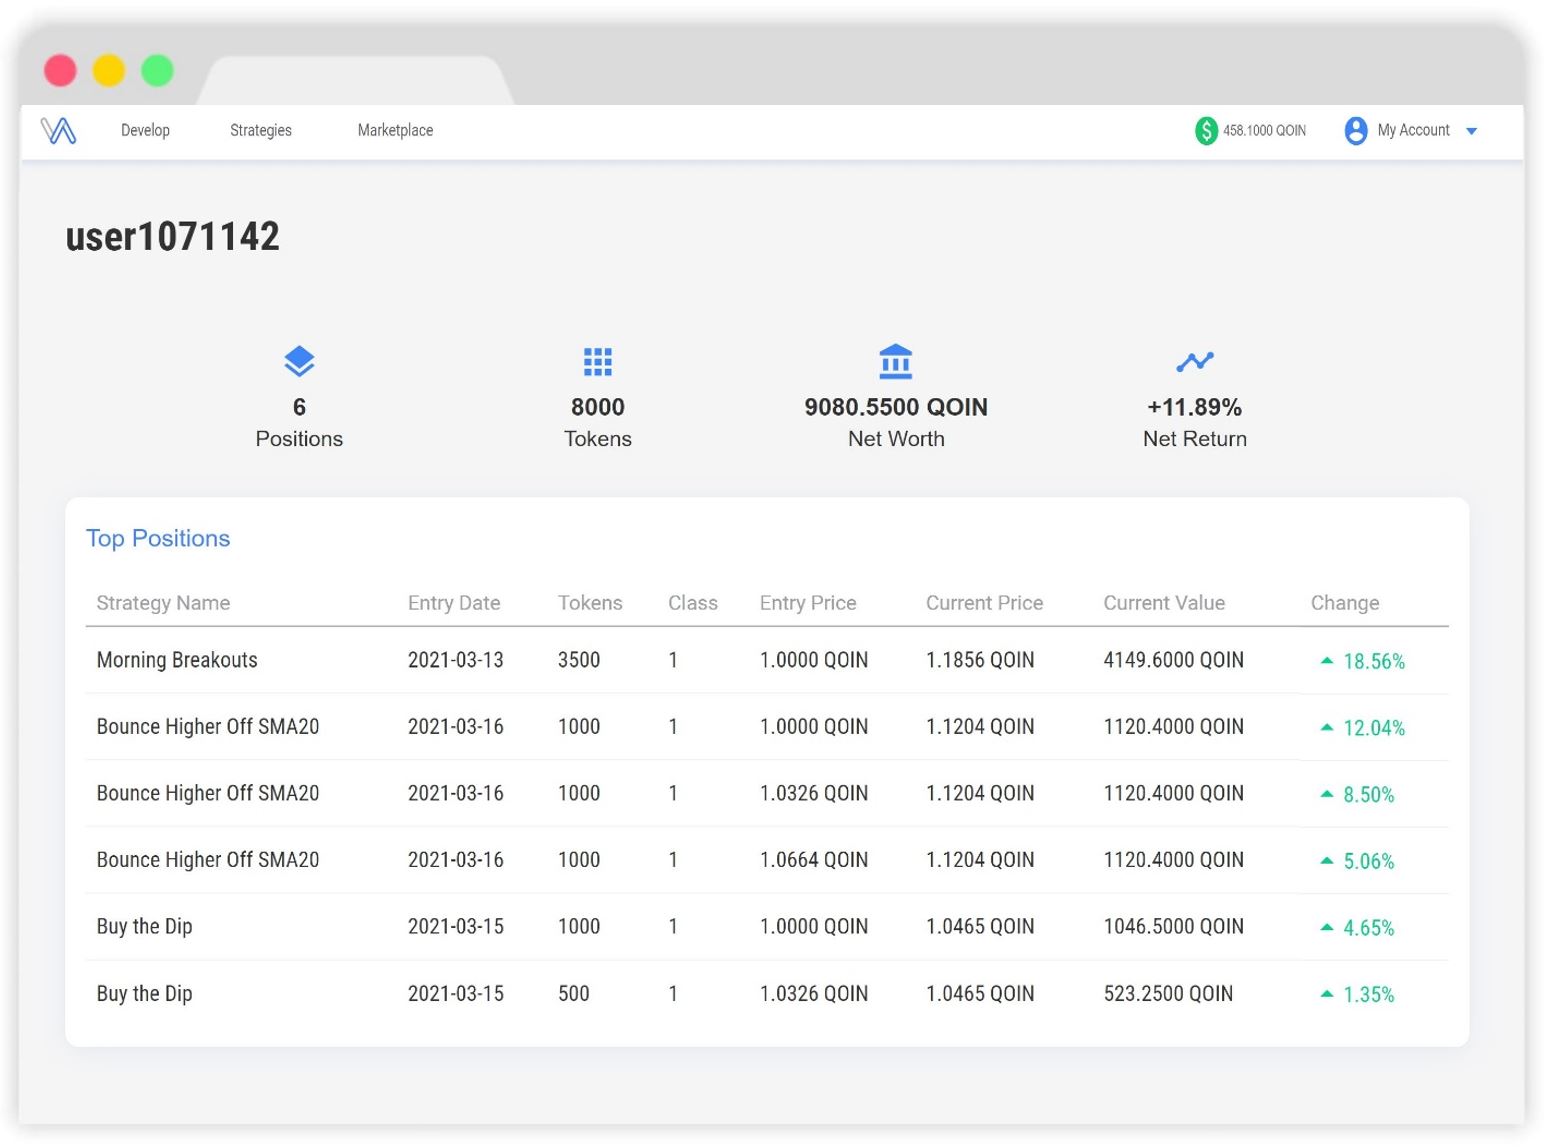 Develop Strategies Marketplace $ 458.1000 QOIN My Account
user1071142
6 8000 9080.5500 QOIN +11.89%
Positions Tokens Net Worth Net Return
Top Positions
Strategy Name Entry Date Tokens Class Entry Price Current Price Current Value Change
Morning Breakouts 2021-03-13 3500 1 1.0000 QOIN 1.1856 QOIN 4149.6000 QOIN 18.56%
Bounce Higher Off SMA20 2021-03-16 1000 1 1.0000 QOIN 1.1204 QOIN 1120.4000 QOIN 12.04%
Bounce Higher Off SMA20 2021-03-16 1000 1 1.0326 QOIN 1.1204 QOIN 1120.4000 QOIN 8.50%
Bounce Higher Off SMA20 2021-03-16 1000 1 1.0664 QOIN 1.1204 QOIN 1120.4000 QOIN 5.06%
Buy the Dip 2021-03-15 1000 1 1.0000 QOIN 1.0465 QOIN 1046.5000 QOIN 4.65%
Buy the Dip 2021-03-15 500 1 1.0326 QOIN 1.0465 QOIN 523.2500 QOIN 1.35%